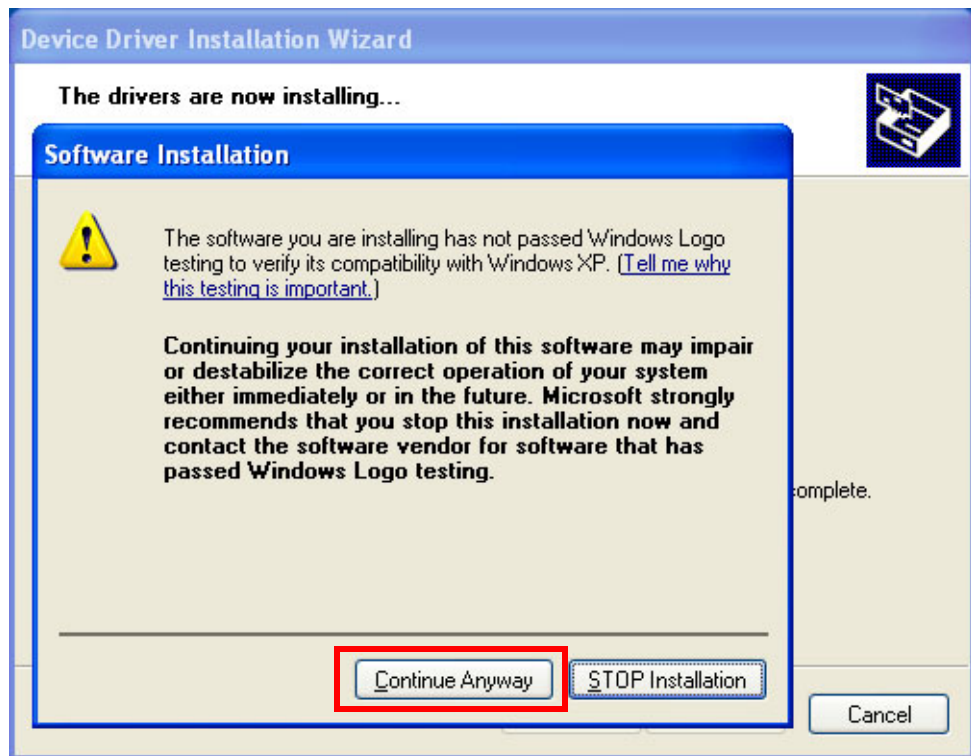 Device Driver Installation Wizard
The drivers are now installing...
Software Installation
The software you are installing has not passed Windows Logo
testing to verify its compatibility with Windows XP. (Tell me why
this testing is important.)
Continuing your installation of this software may impair
or destabilize the correct operation of your system
either immediately or in the future. Microsoft strongly
recommends that you stop this installation now and
contact the software vendor for software that has
passed Windows Logo testing.
omplete.
Continue Anyway
STOP Installation
Cancel